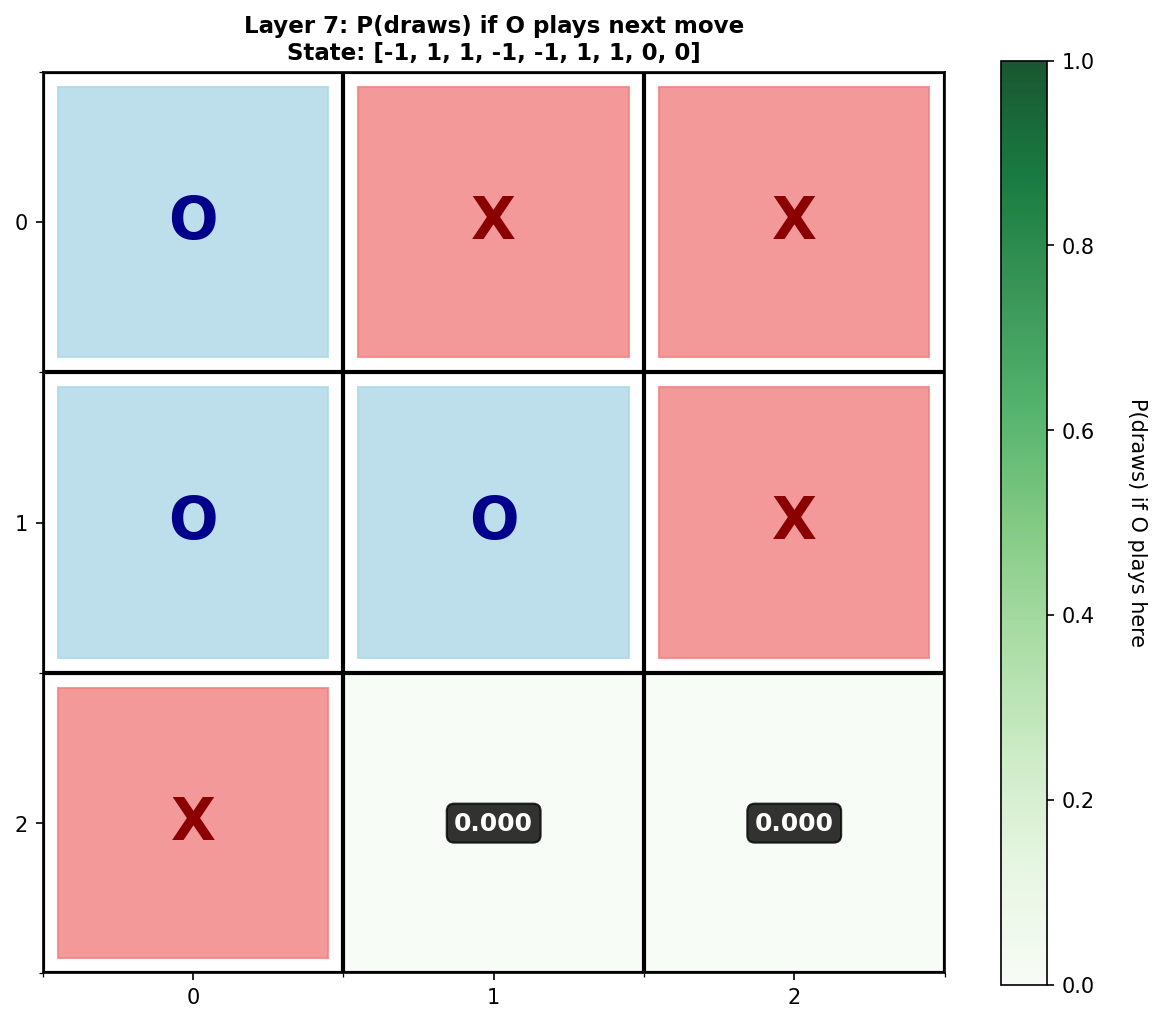 Layer 7: P(draws) if O plays next move
State: [-1, 1, 1, -1, -1, 1, 1, 0, 0]
O X X
O O X
X 0.000 0.000
0
1
2
0 1 2
1.0
0.8
0.6
0.4
0.2
0.0
P(draws) if O plays here